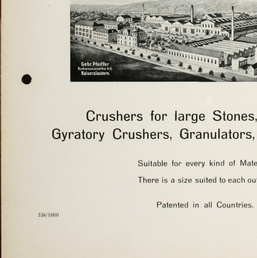 Gebr. Pfeiffer
Kaiserslautern.
Crushers for large Stones,
Gyratory Crushers, Granulators,
Suitable for every kind of Mate
There is a size suited to each ou
Patented in all Countries.
336/1000